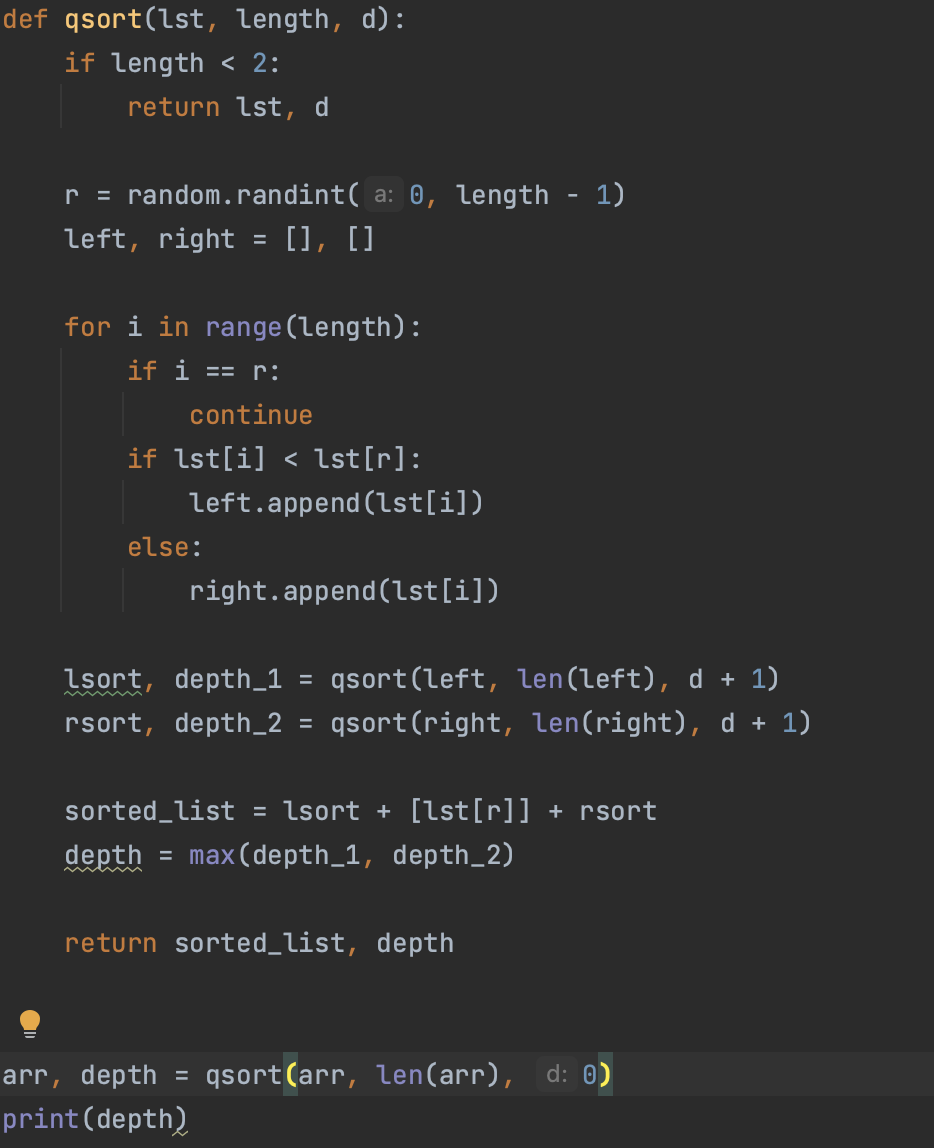 def qsort(lst, length, d):
    if length < 2:
        return lst, d
    r = random.randint( a: 0, length - 1)
    left, right = [], []
    for i in range(length):
        if i == r:
            continue
        if lst[i] < lst[r]:
            left.append(lst[i])
        else:
            right.append(lst[i])
    lsort, depth_1 = qsort(left, len(left), d + 1)
    rsort, depth_2 = qsort(right, len(right), d + 1)
    sorted_list = lsort + [lst[r]] + rsort
    depth = max(depth_1, depth_2)
    return sorted_list, depth
arr, depth = qsort(arr, len(arr), d: 0)
print(depth)